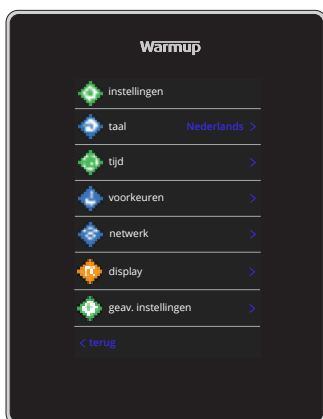 Warmup
instellingen
taal Nederlands >
tijd >
voorkeuren >
netwerk >
display >
geav. instellingen >
< terug